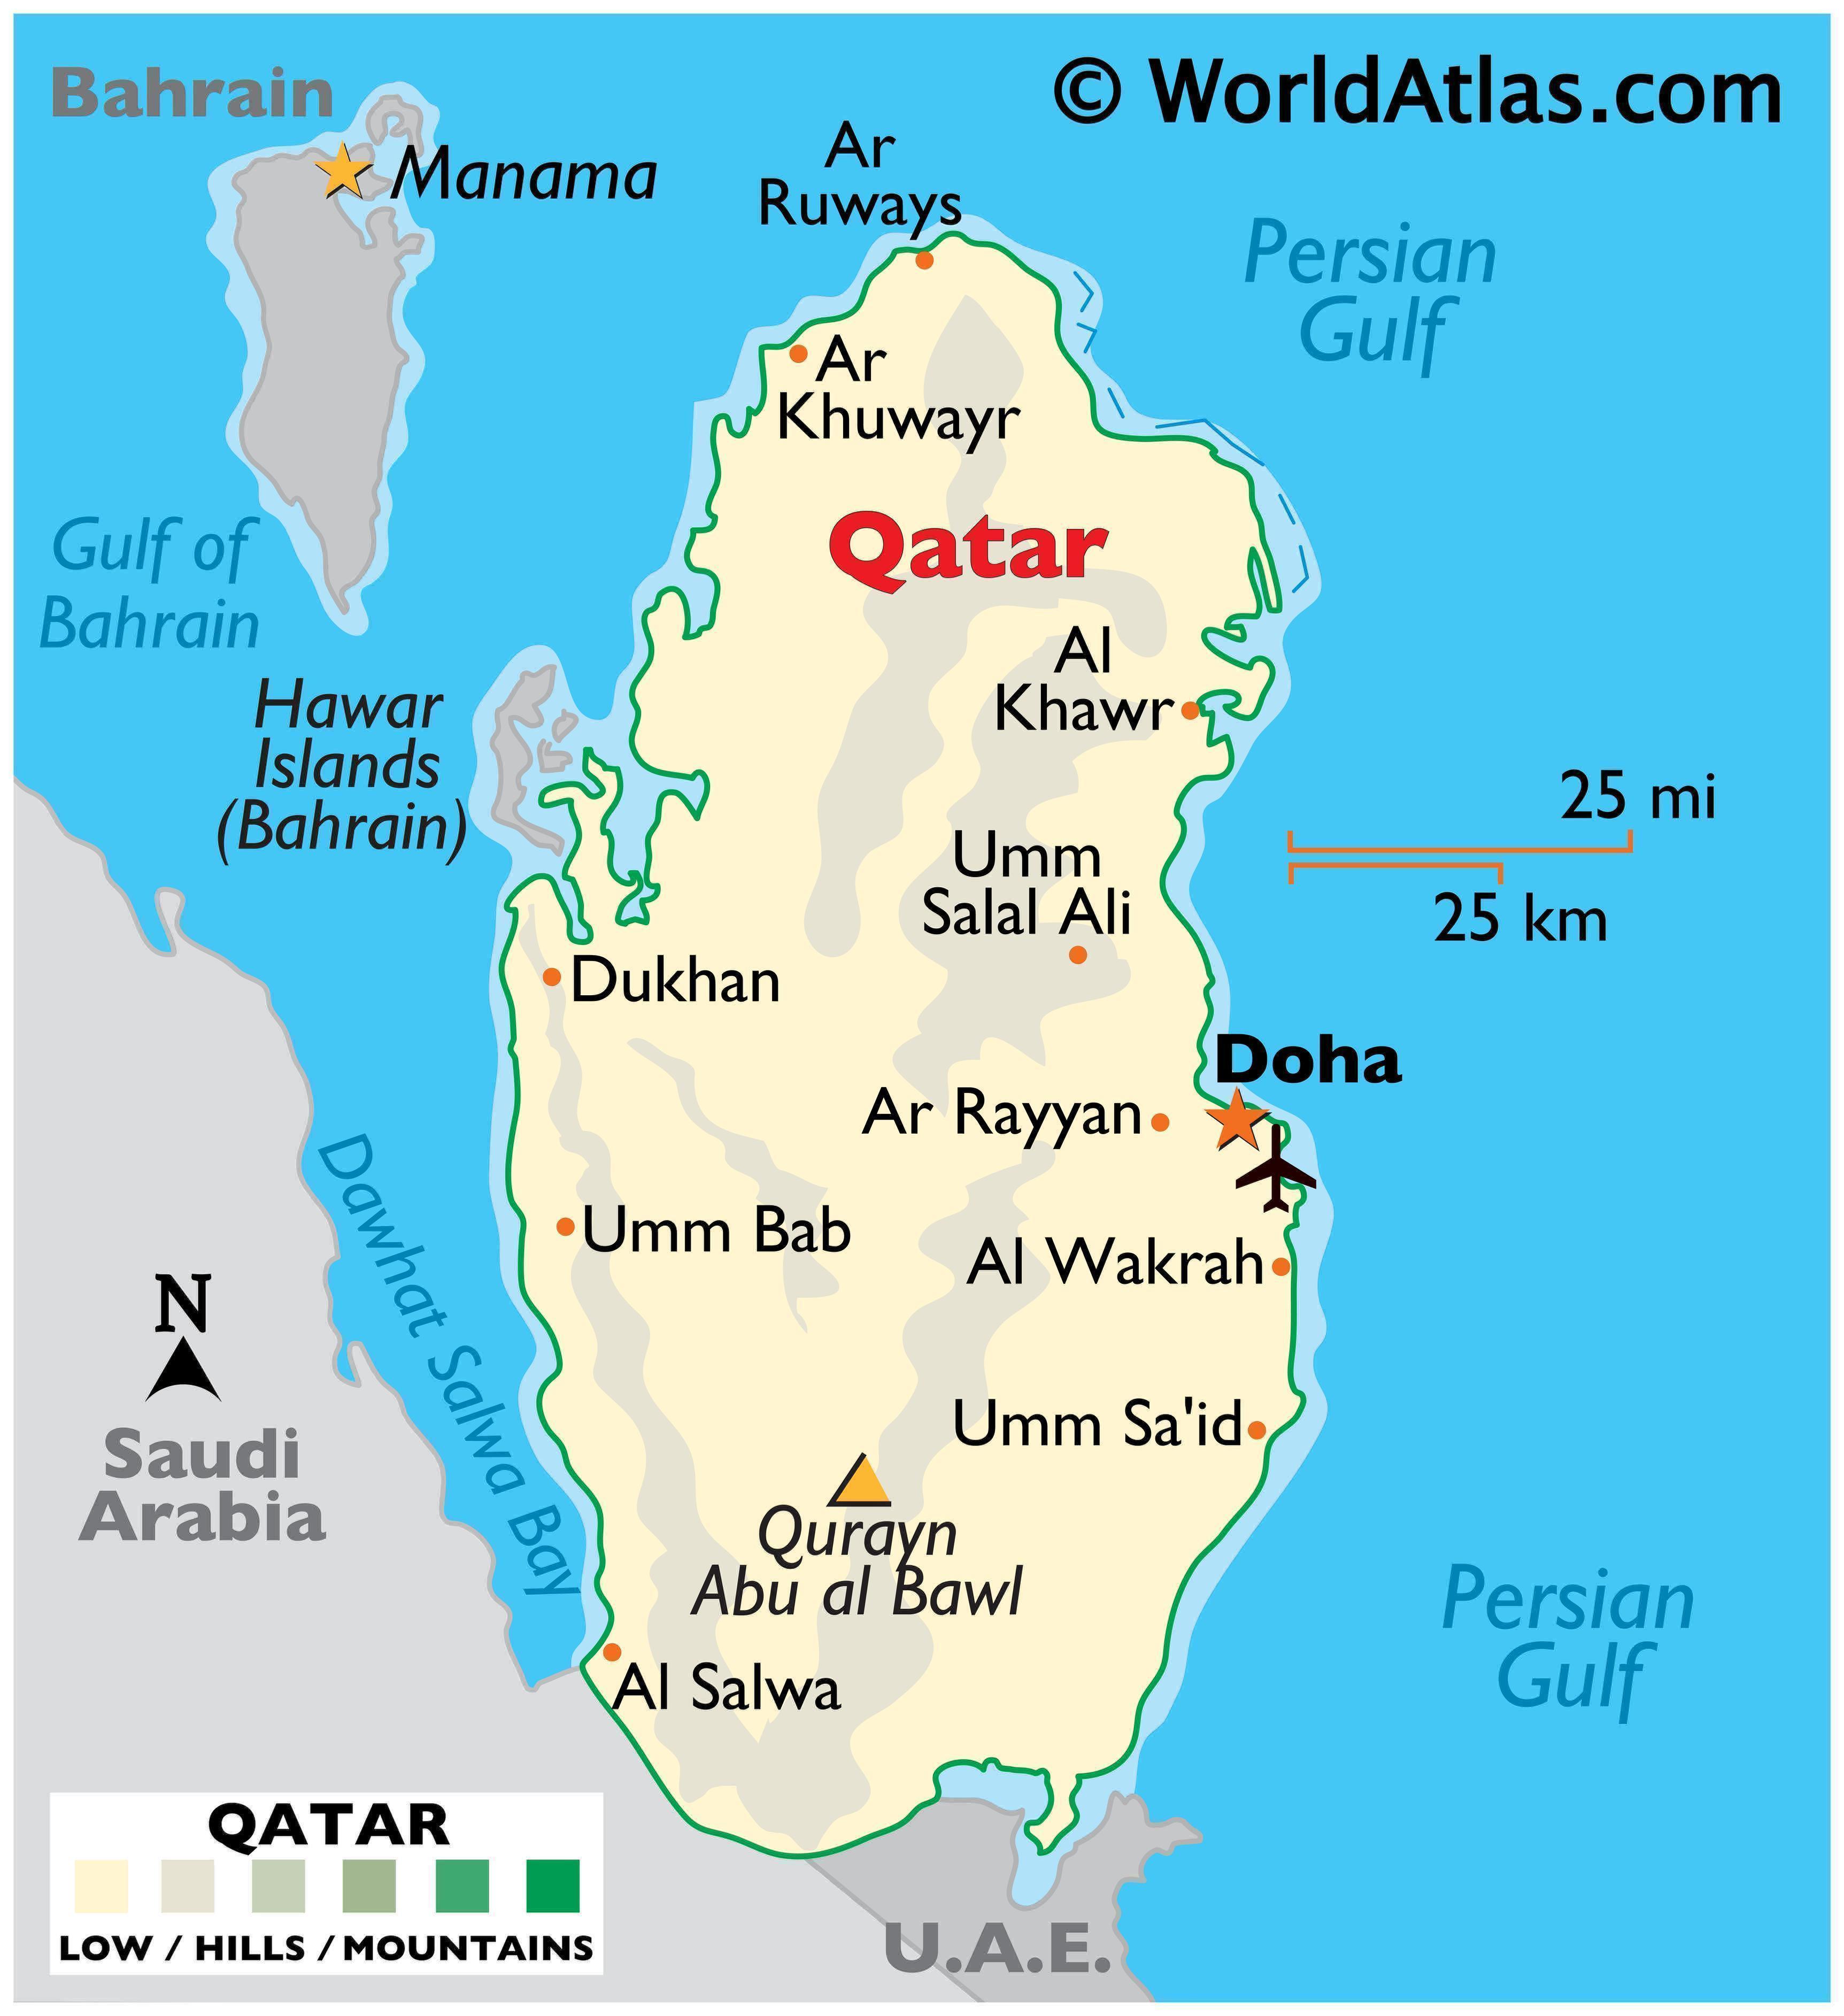 Bahrain
© WorldAtlas.com
Manama
Ar
Ruways
Persian
Gulf
Ar
Khuwayr
Gulf of
Bahrain
Qatar
Hawar
Islands
(Bahrain)
Al
Khawr
25 mi
25 km
Umm
Salal Ali
Dukhan
Doha
Ar Rayyan
Dawhat Salwa Bay
Umm Bab
Al Wakrah
N
Saudi
Arabia
Umm Sa'id
Qurayn
Abu al Bawl
Persian
Gulf
Al Salwa
QATAR
LOW / HILLS / MOUNTAINS
U.A.E.